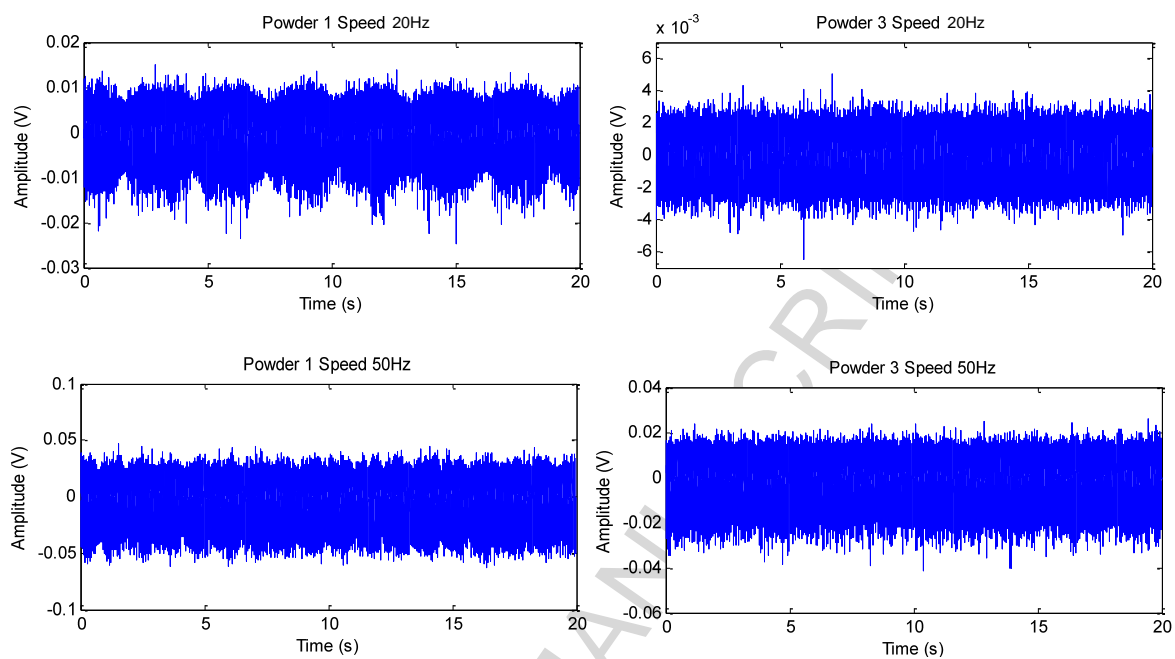 Powder 1 Speed 20Hz
0.02
0.01
0
-0.01
-0.02
-0.03
0 5 10 15 20
Amplitude (V)
Time (s)
Powder 3 Speed 20Hz
x 10^-3
6
4
2
0
-2
-4
-6
0 5 10 15 20
Amplitude (V)
Time (s)
Powder 1 Speed 50Hz
0.1
0.05
0
-0.05
-0.1
0 5 10 15 20
Amplitude (V)
Time (s)
Powder 3 Speed 50Hz
0.04
0.02
0
-0.02
-0.04
-0.06
0 5 10 15 20
Amplitude (V)
Time (s)